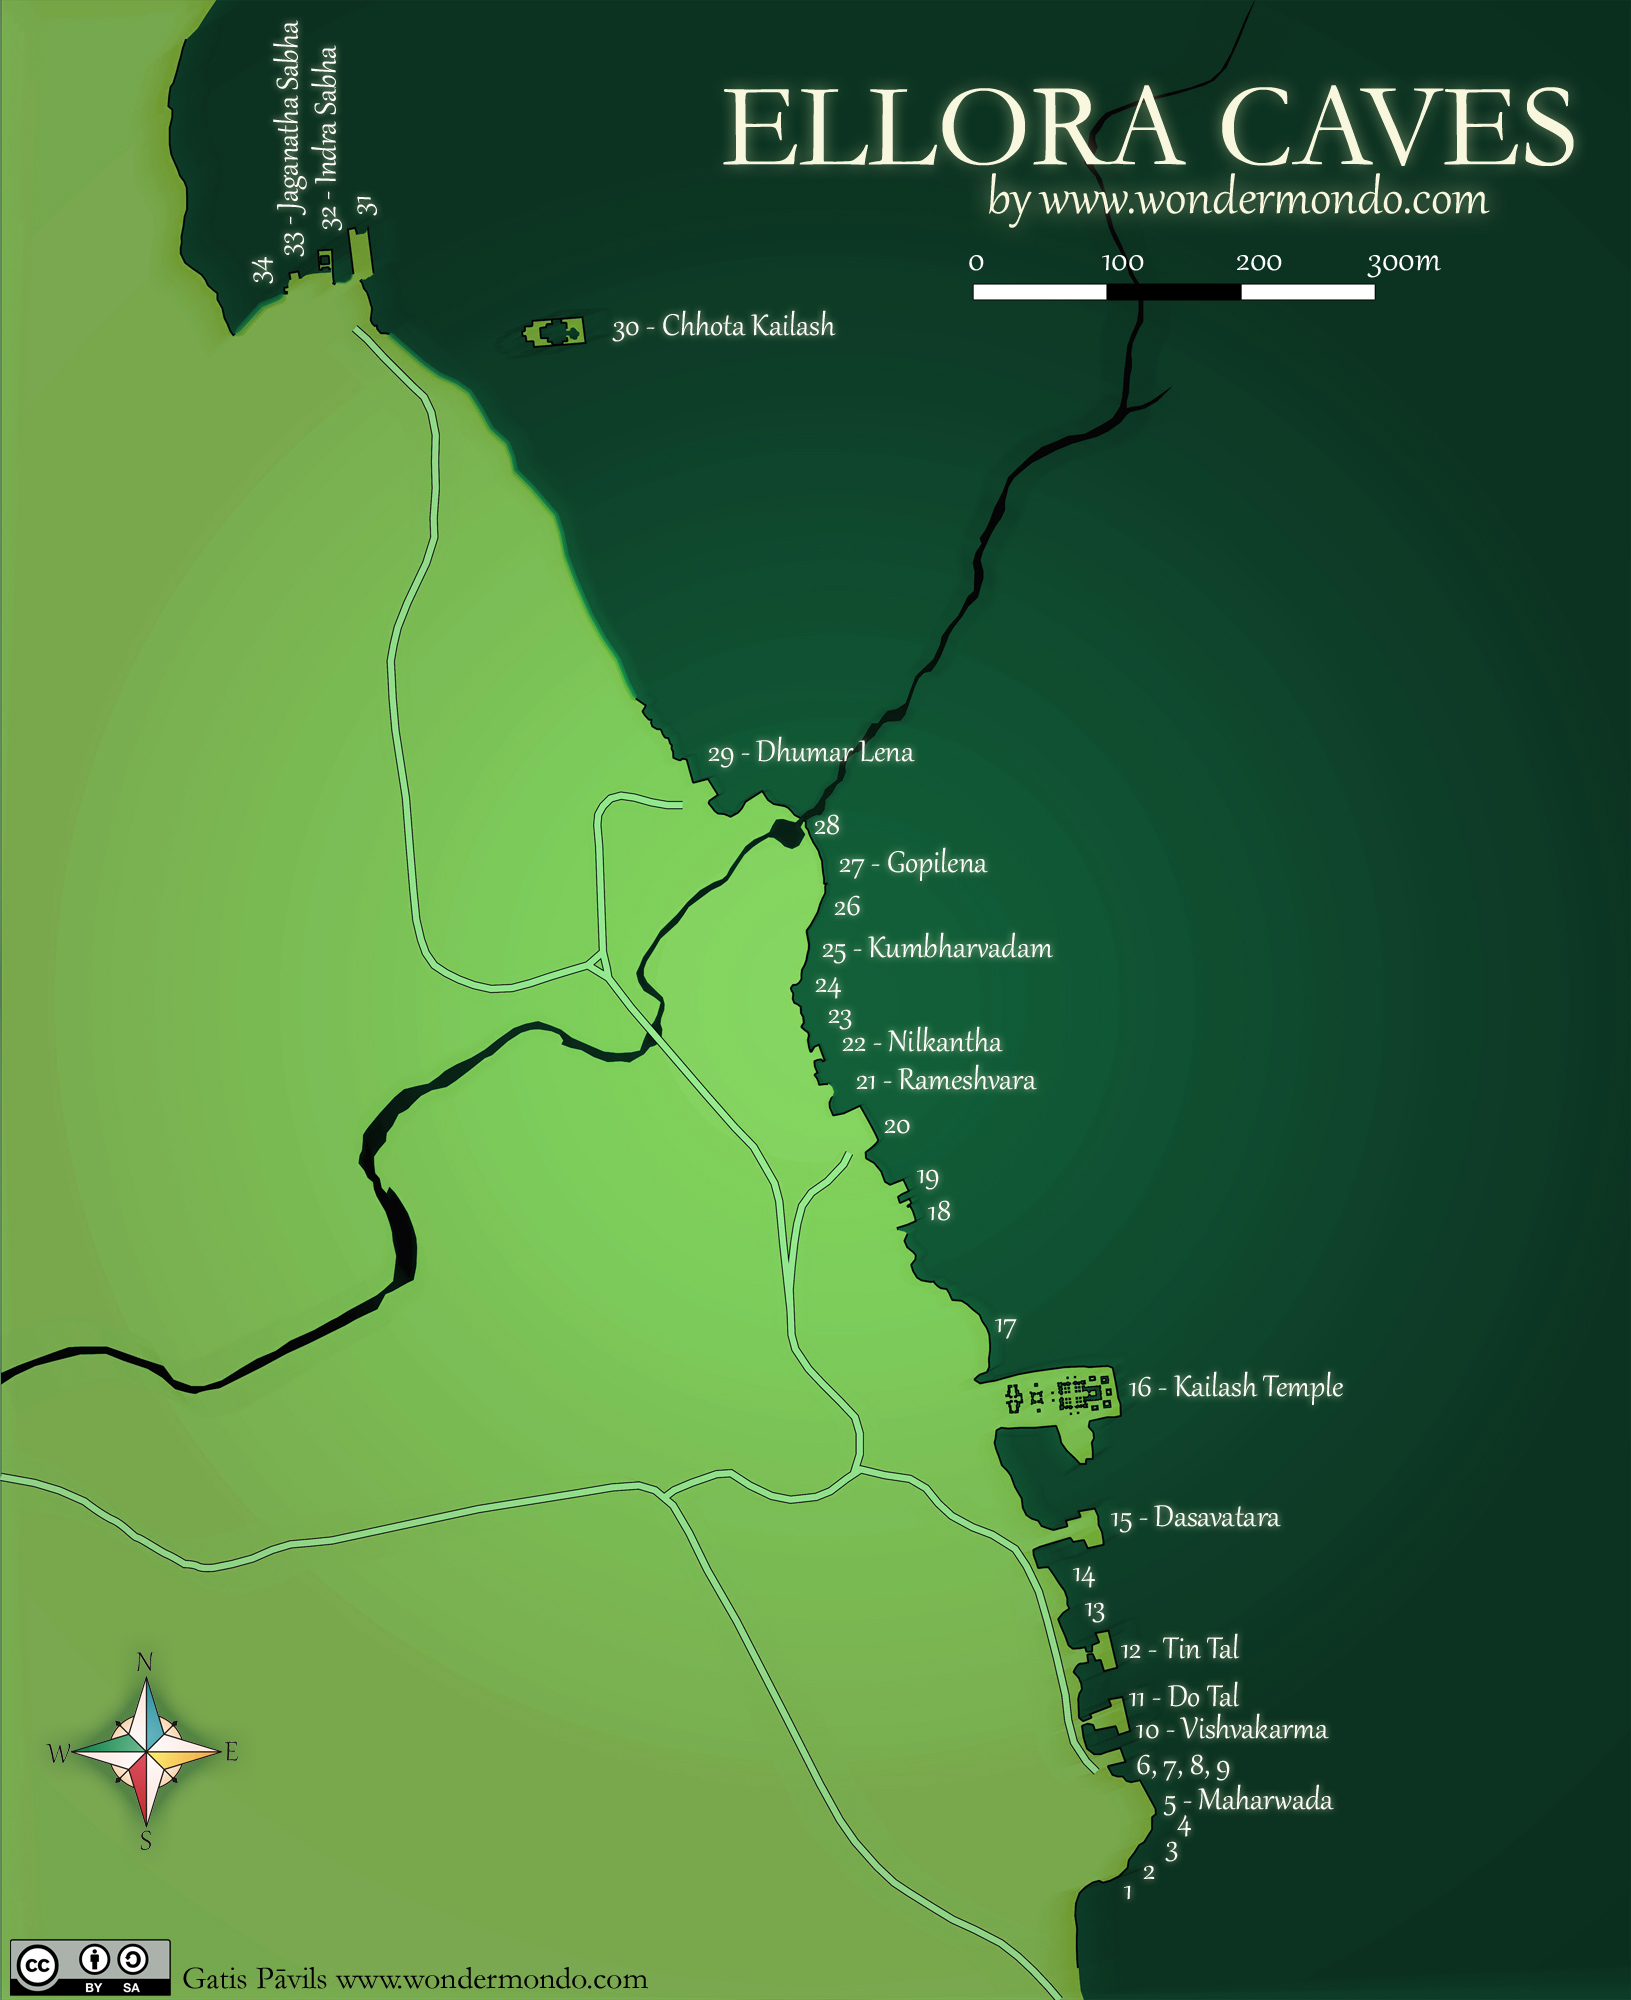 ELLORA CAVES
by www.wondermondo.com
0 100 200 300m
34
33 - Jaganatha Sabha
32 - Indra Sabha
31
30 - Chhota Kailash
29 - Dhumar Lena
28
27 - Gopilena
26
25 - Kumbharvadam
24
23
22 - Nilkantha
21 - Rameshvara
20
19
18
17
16 - Kailash Temple
15 - Dasavatara
14
13
12 - Tin Tal
11 - Do Tal
10 - Vishvakarma
6, 7, 8, 9
5 - Maharwada
4
3
2
1
N
W E
S
cc BY SA
Gatis Pāvils www.wondermondo.com